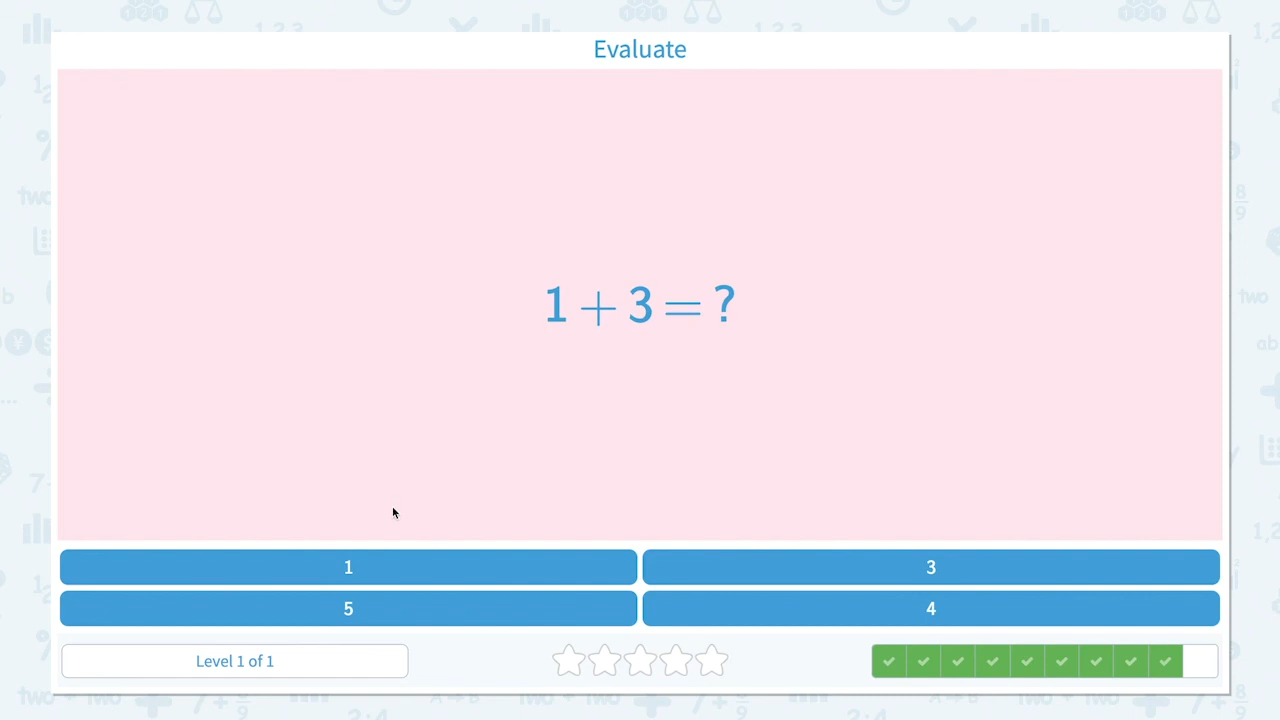 Evaluate
1 + 3 = ?
1
3
5
4
Level 1 of 1